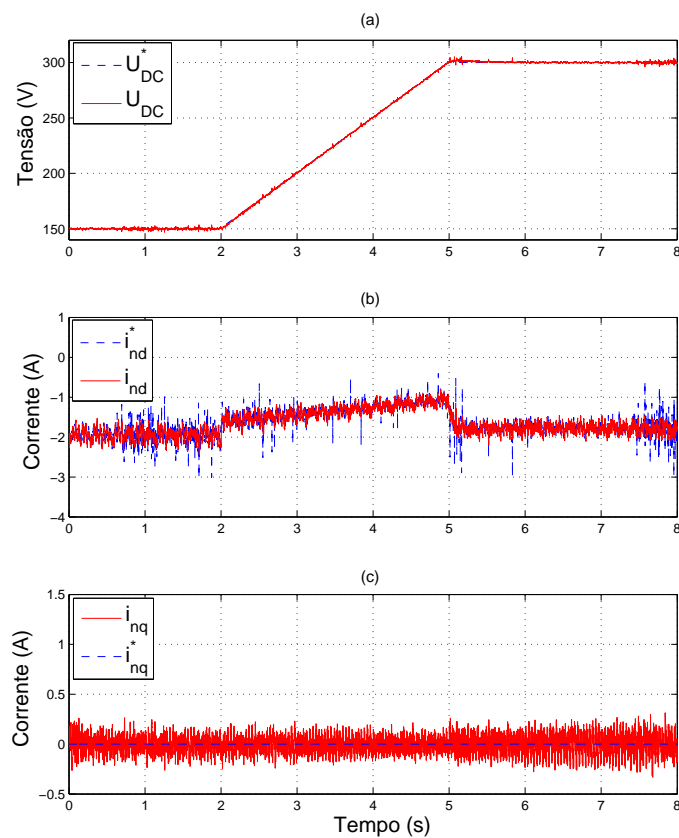 (a)
300
250
200
150
0 1 2 3 4 5 6 7 8
Tensão (V)
U*DC
UDC
(b)
1
0
−1
−2
−3
−4
0 1 2 3 4 5 6 7 8
Corrente (A)
i*nd
ind
(c)
1.5
1
0.5
0
−0.5
0 1 2 3 4 5 6 7 8
Corrente (A)
inq
i*nq
Tempo (s)